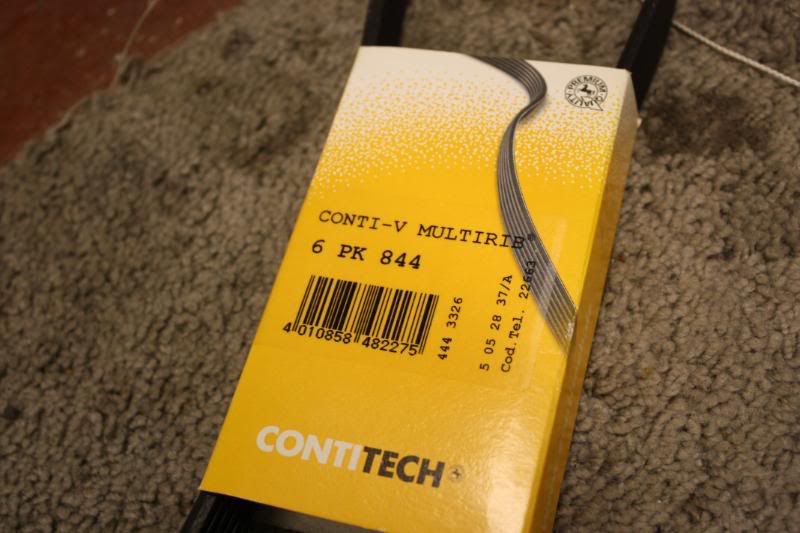 PREMIUM QUALITY
CONTI-V MULTIRIB®
6 PK 844
4 010858 482275
444 3326
5 05 28 37/A
Cod.Tel. 22663
CONTITECH